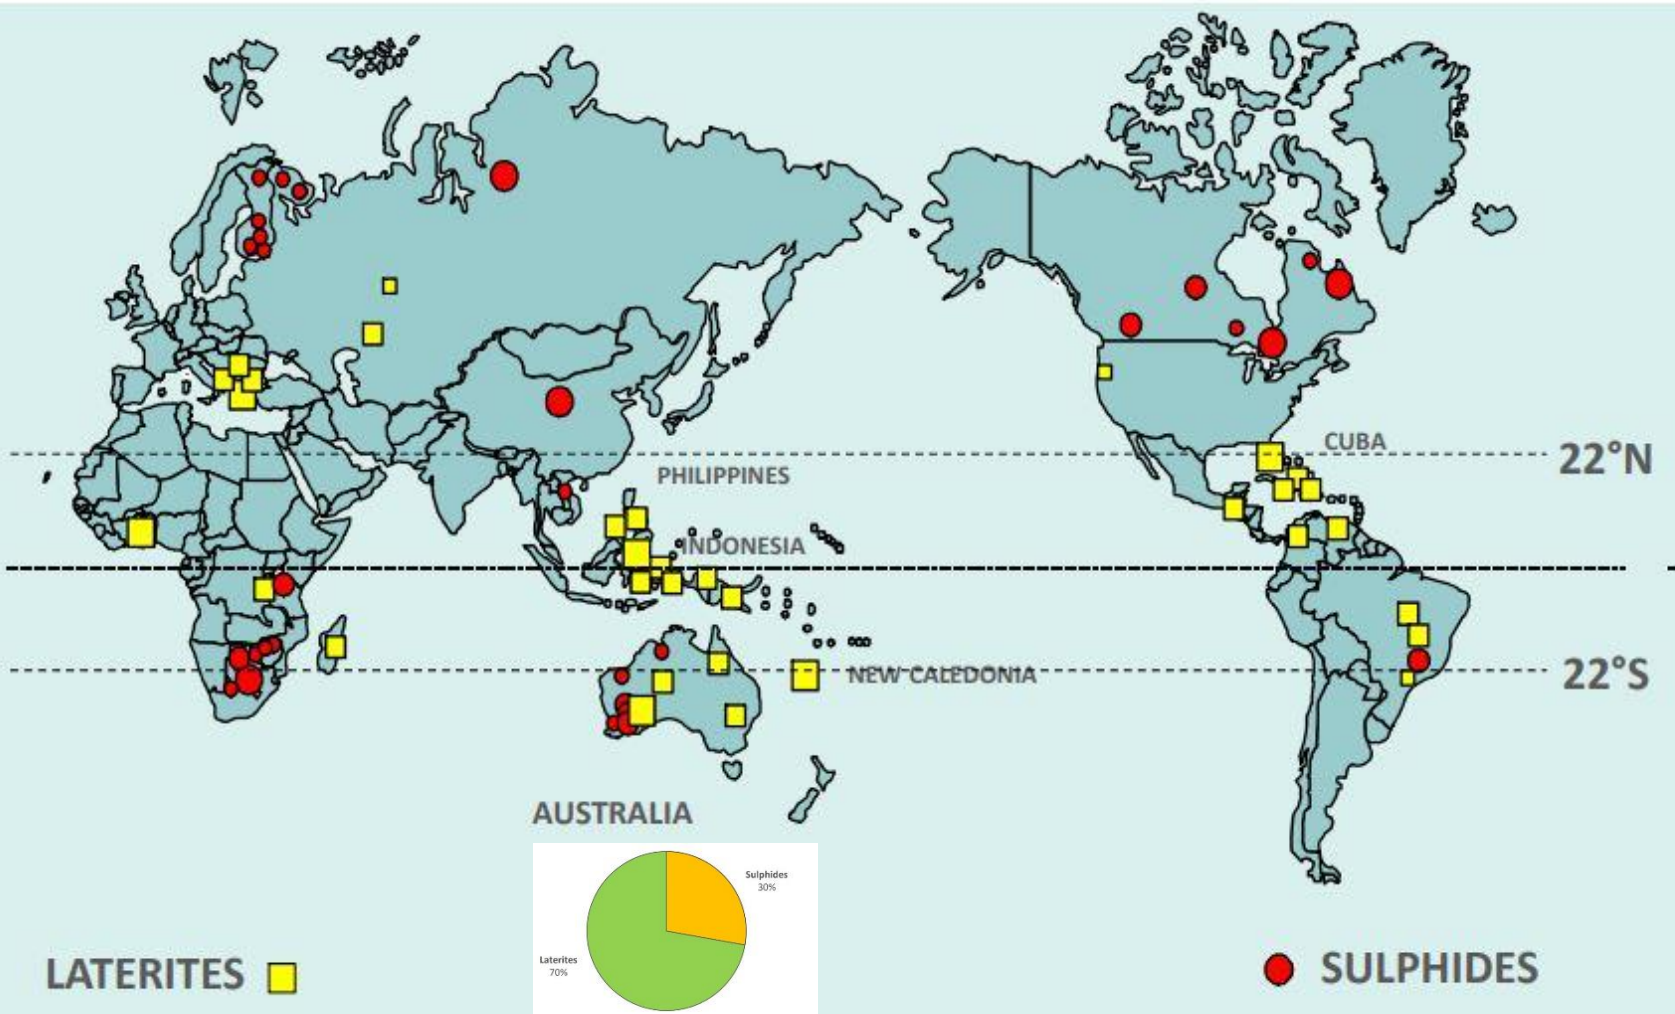 CUBA
22°N
PHILIPPINES
INDONESIA
22°S
NEW CALEDONIA
AUSTRALIA
Sulphides
30%
Laterites
70%
LATERITES
SULPHIDES